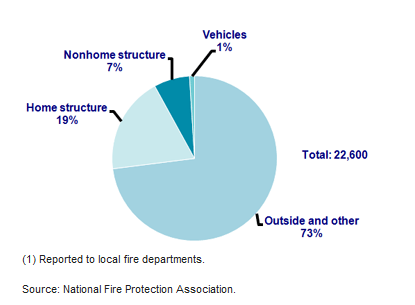 Vehicles
1%
Nonhome structure
7%
Home structure
19%
Total: 22,600
Outside and other
73%
(1) Reported to local fire departments.
Source: National Fire Protection Association.